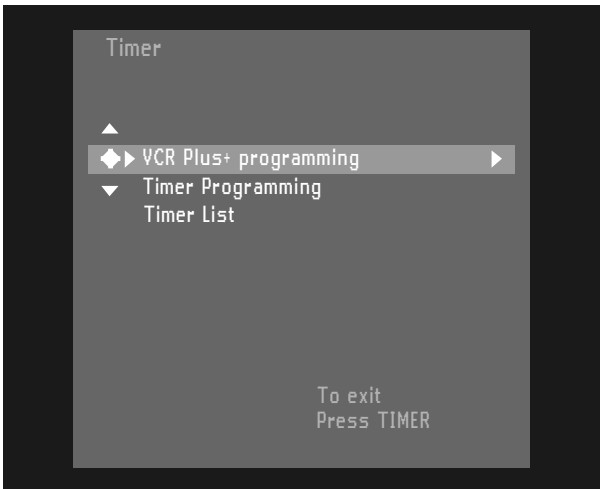 Timer
VCR Plus+ programming
Timer Programming
Timer List
To exit
Press TIMER